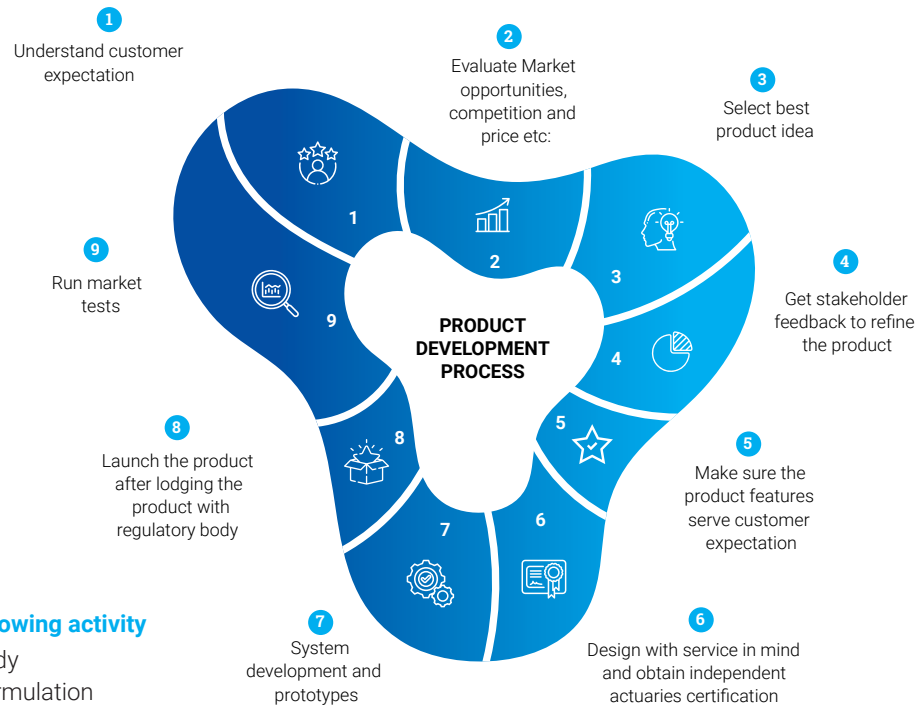 1
Understand customer
expectation
2
Evaluate Market
opportunities,
competition and
price etc:
3
Select best
product idea
4
Get stakeholder
feedback to refine
the product
5
Make sure the
product features
serve customer
expectation
6
Design with service in mind
and obtain independent
actuaries certification
7
System
development and
prototypes
8
Launch the product
after lodging the
product with
regulatory body
9
Run market
tests
PRODUCT
DEVELOPMENT
PROCESS
1
2
3
4
5
6
7
8
9
activity